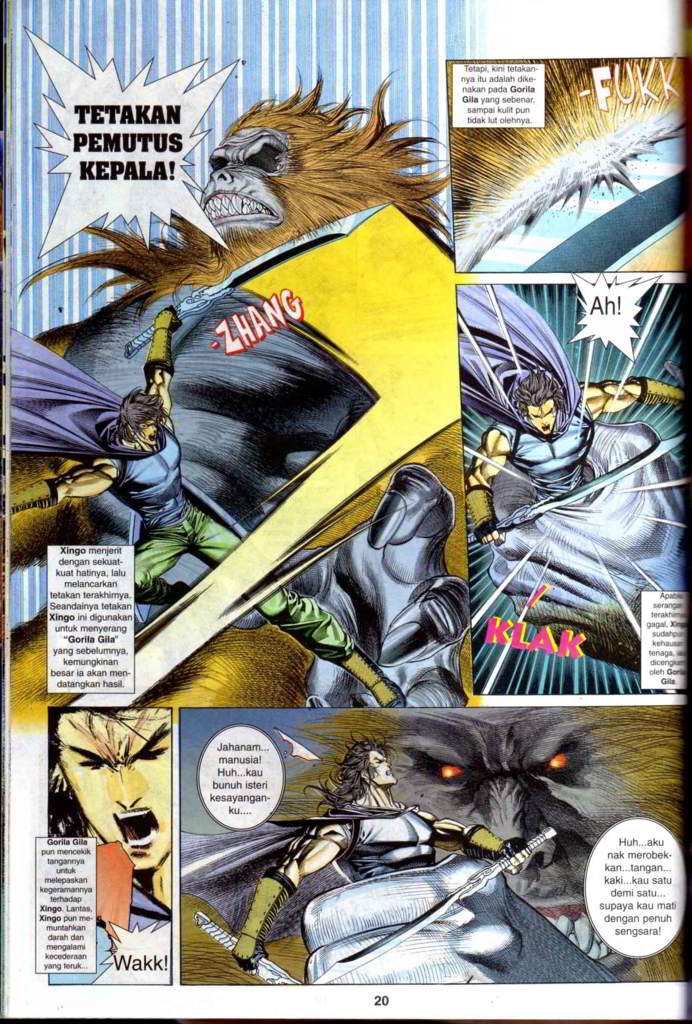 TETAKAN
PEMUTUS
KEPALA!
-ZHANG
Xingo menjerit
dengan sekuat-
kuat hatinya, lalu
melancarkan
tetakan terakhirnya.
Seandainya tetakan
Xingo ini digunakan
untuk menyerang
“Gorila Gila”
yang sebelumnya,
kemungkinan
besar ia akan men-
datangkan hasil.
Tetapi, kini tetakan-
nya itu adalah dike-
nakan pada Gorila
Gila yang sebenar,
sampai kulit pun
tidak lut olehnya.
-FUKK
Ah!
KLAK
serangan
terakhirnya
gagal, Xingo
sudahpun
tenaga,
oleh
Gila.
Gorila Gila
pun mencekik
tangannya
untuk
melepaskan
kegeramannya
terhadap
Xingo. Lantas,
Xingo pun me-
muntahkan
darah dan
mengalami
kecederaan
yang teruk...
Wakk!
Jahanam...
manusia!
Huh...kau
bunuh isteri
kesayangan-
ku....
Huh...aku
nak merobek-
kan...tangan...
kaki...kau satu
demi satu...
supaya kau mati
dengan penuh
sengsara!
20